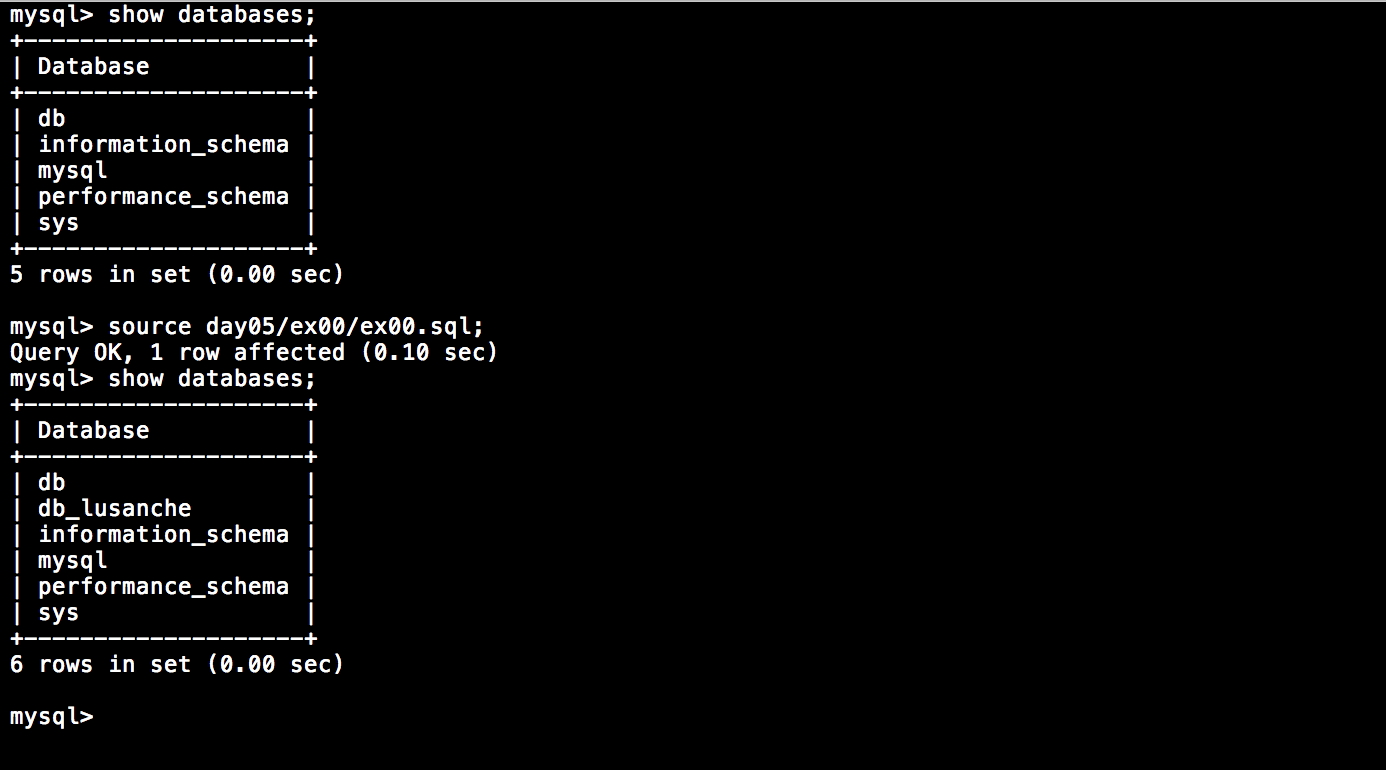 mysql> show databases;
+--------------------+
| Database           |
+--------------------+
| db                 |
| information_schema |
| mysql              |
| performance_schema |
| sys                |
+--------------------+
5 rows in set (0.00 sec)

mysql> source day05/ex00/ex00.sql;
Query OK, 1 row affected (0.10 sec)
mysql> show databases;
+--------------------+
| Database           |
+--------------------+
| db                 |
| db_lusanche        |
| information_schema |
| mysql              |
| performance_schema |
| sys                |
+--------------------+
6 rows in set (0.00 sec)

mysql>